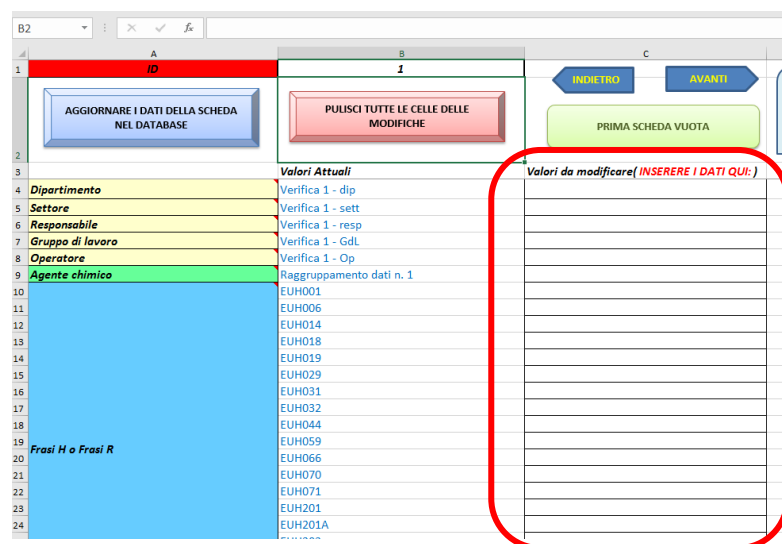 B2
fx
A B C
1 ID 1
INDIETRO AVANTI
AGGIORNARE I DATI DELLA SCHEDA
NEL DATABASE
PULISCI TUTTE LE CELLE DELLE
MODIFICHE
PRIMA SCHEDA VUOTA
2
3 Valori Attuali Valori da modificare( INSERERE I DATI QUI: )
4 Dipartimento Verifica 1 - dip
5 Settore Verifica 1 - sett
6 Responsabile Verifica 1 - resp
7 Gruppo di lavoro Verifica 1 - GdL
8 Operatore Verifica 1 - Op
9 Agente chimico Raggruppamento dati n. 1
10 EUH001
11 EUH006
12 EUH014
13 EUH018
14 EUH019
15 EUH029
16 EUH031
17 EUH032
18 EUH044
19 EUH059
Frasi H o Frasi R
20 EUH066
21 EUH070
22 EUH071
23 EUH201
24 EUH201A